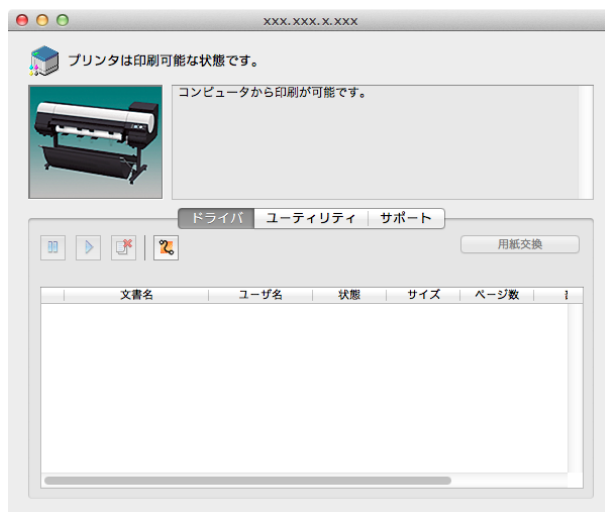 xxx.xxx.x.xxx
プリンタは印刷可能な状態です。
コンピュータから印刷が可能です。
ドライバ ユーティリティ サポート
用紙交換
文書名 ユーザ名 状態 サイズ ページ数